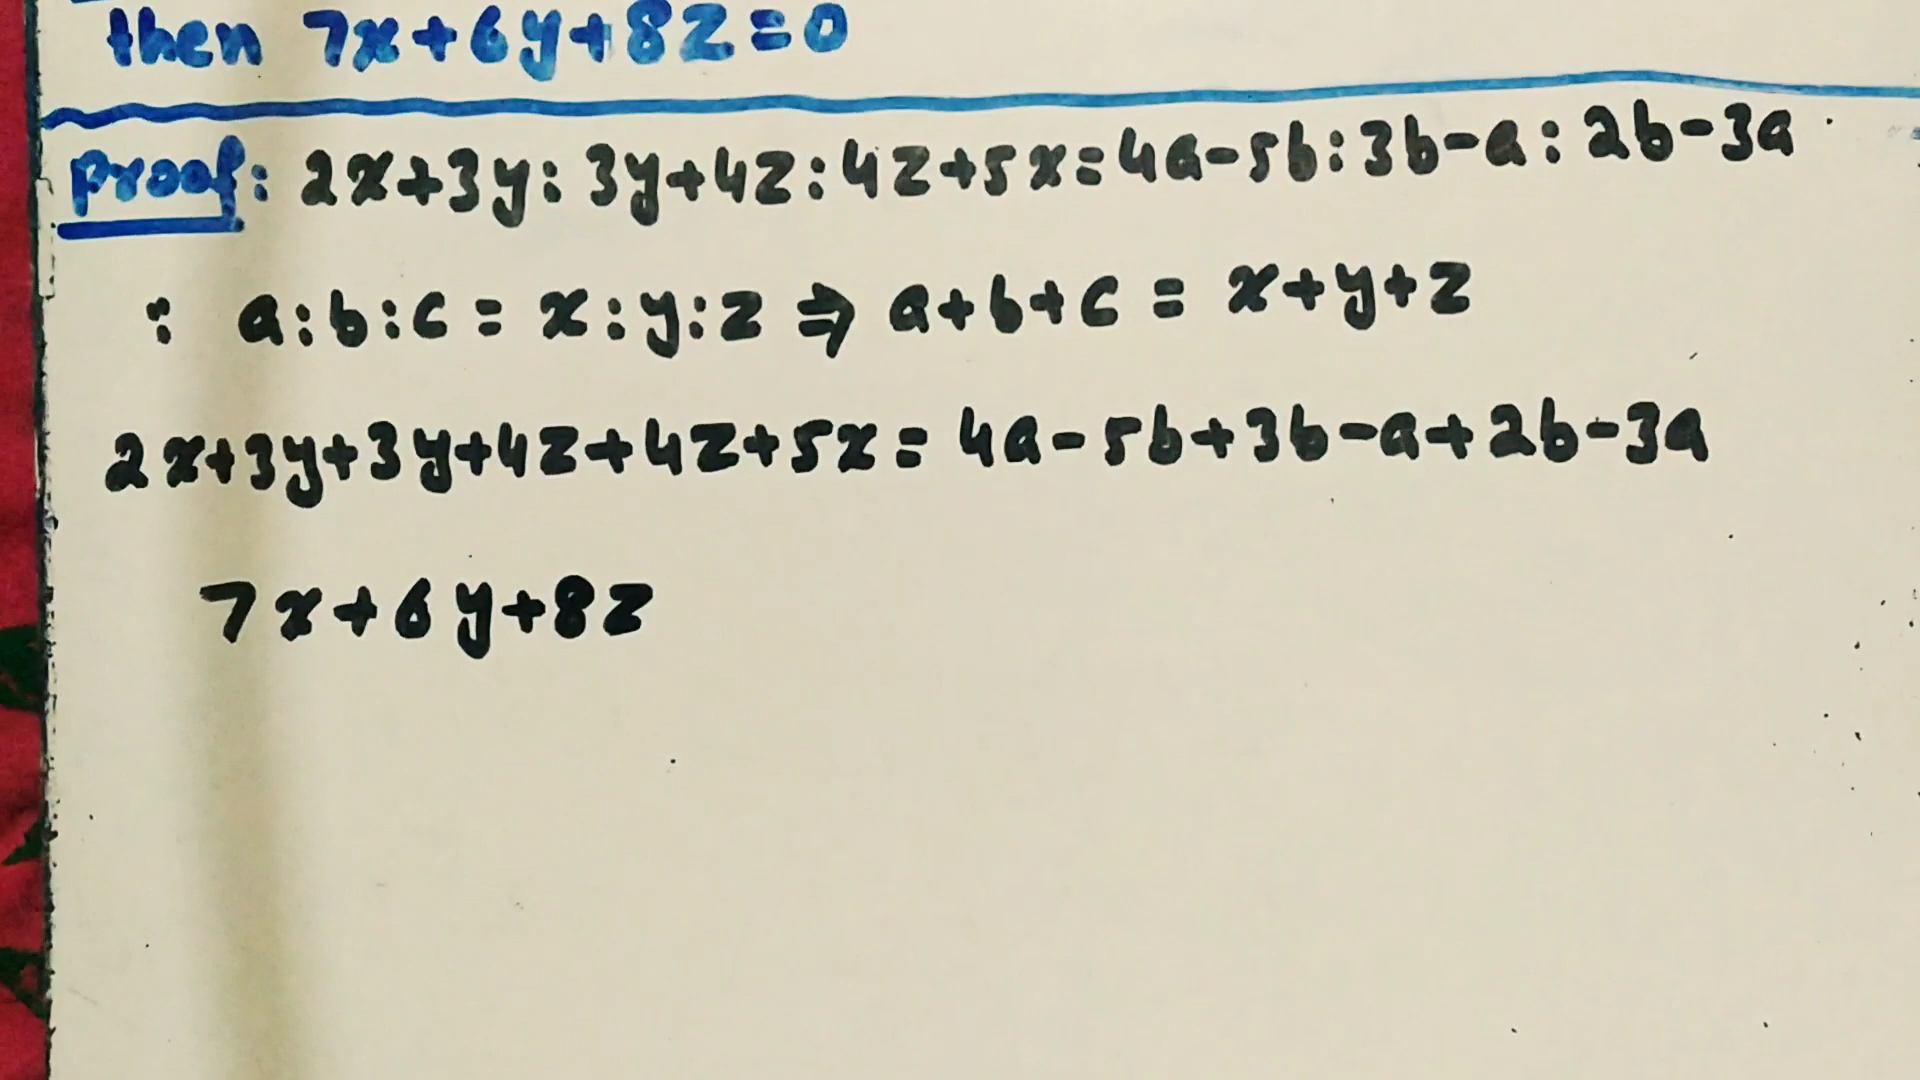 then 7x+6y+8z=0
Proof: 2x+3y:3y+4z:4z+5x=4a-5b:3b-a:2b-3a
∵ a:b:c=x:y:z ⇒ a+b+c=x+y+z
2x+3y+3y+4z+4z+5x=4a-5b+3b-a+2b-3a
7x+6y+8z